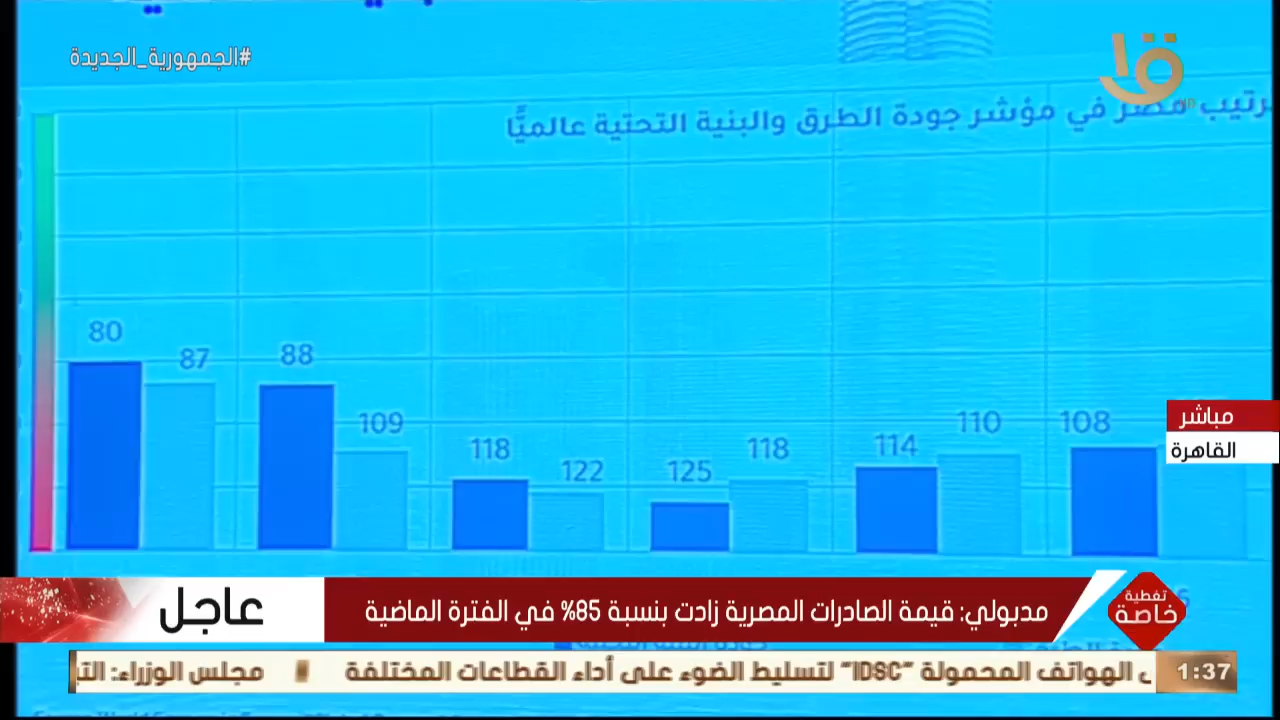 #الجمهورية_الجديدة
ترتيب مصر في مؤشر جودة الطرق والبنية التحتية عالميًّا
80
87
88
109
118
122
125
118
114
110
108
مباشر
القاهرة
تغطية
خاصة
مدبولي: قيمة الصادرات المصرية زادت بنسبة 85% في الفترة الماضية
عاجل
1:37
الهواتف المحمولة "IDSC" لتسليط الضوء على أداء القطاعات المختلفة
مجلس الوزراء: